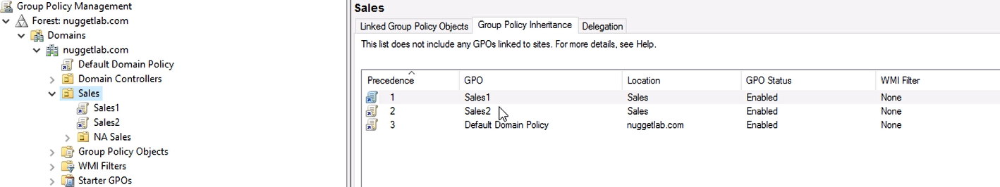 Group Policy Management
Forest: nuggetlab.com
Domains
nuggetlab.com
Default Domain Policy
Domain Controllers
Sales
Sales1
Sales2
NA Sales
Group Policy Objects
WMI Filters
Starter GPOs
Sales
Linked Group Policy Objects Group Policy Inheritance Delegation
This list does not include any GPOs linked to sites. For more details, see Help.
Precedence GPO Location GPO Status WMI Filter
1 Sales1 Sales Enabled None
2 Sales2 Sales Enabled None
3 Default Domain Policy nuggetlab.com Enabled None